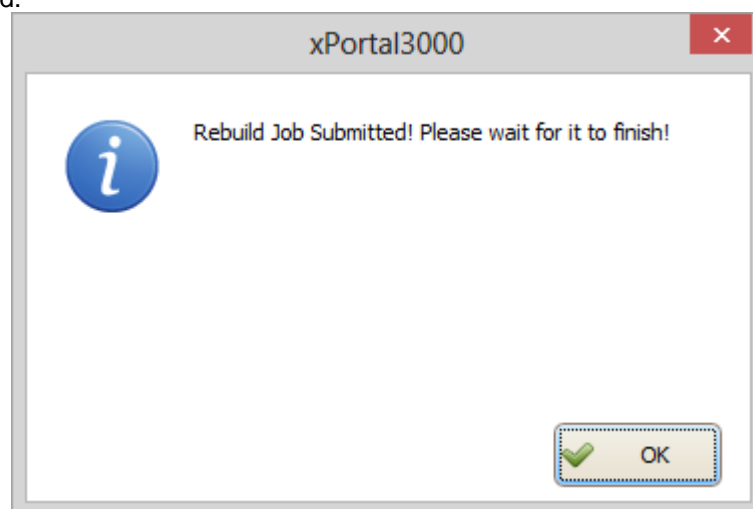 d.
xPortal3000
Rebuild Job Submitted! Please wait for it to finish!
OK